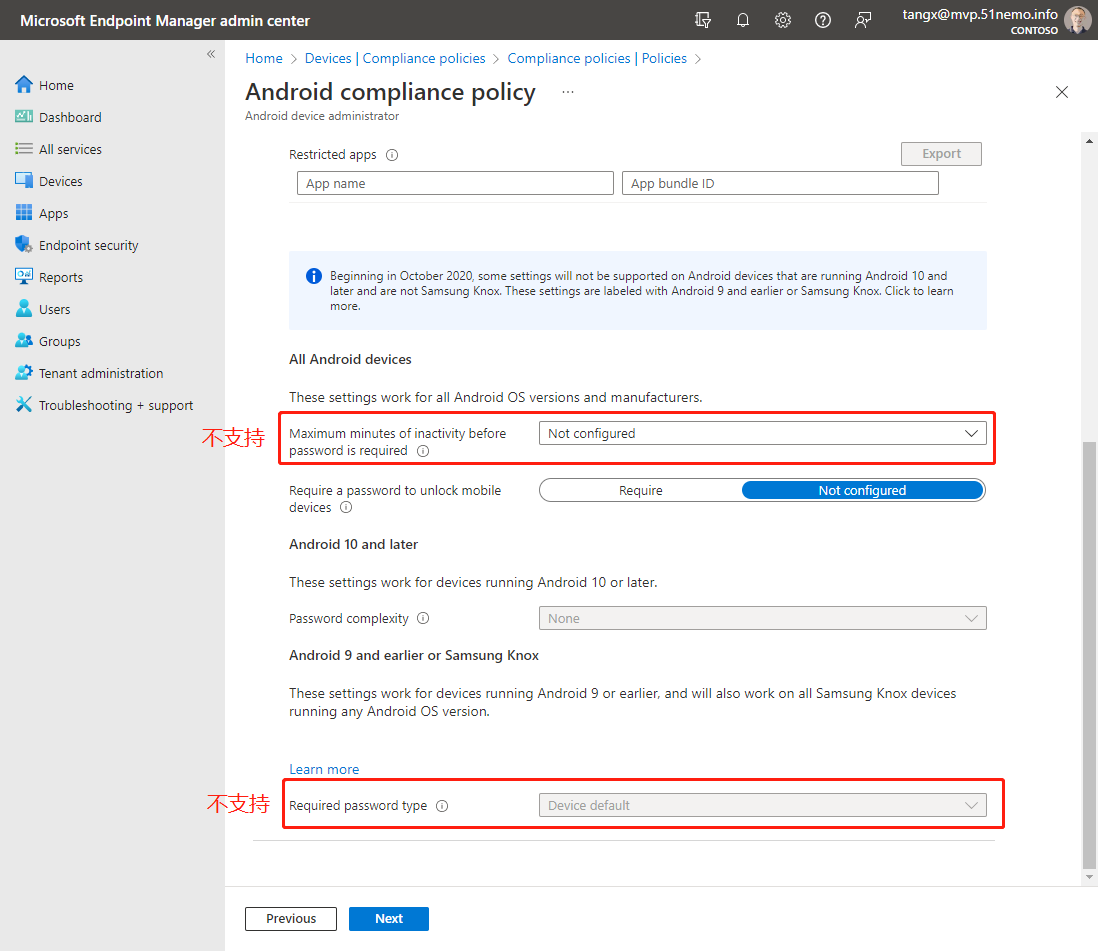 Microsoft Endpoint Manager admin center
tangx@mvp.51nemo.info
CONTOSO
Home
Dashboard
All services
Devices
Apps
Endpoint security
Reports
Users
Groups
Tenant administration
Troubleshooting + support
Home > Devices | Compliance policies > Compliance policies | Policies >
Android compliance policy ...
Android device administrator
Restricted apps
Export
App name
App bundle ID
Beginning in October 2020, some settings will not be supported on Android devices that are running Android 10 and
later and are not Samsung Knox. These settings are labeled with Android 9 and earlier or Samsung Knox. Click to learn
more.
All Android devices
These settings work for all Android OS versions and manufacturers.
不支持
Maximum minutes of inactivity before
password is required
Not configured
Require a password to unlock mobile
devices
Require
Not configured
Android 10 and later
These settings work for devices running Android 10 or later.
Password complexity
None
Android 9 and earlier or Samsung Knox
These settings work for devices running Android 9 or earlier, and will also work on all Samsung Knox devices
running any Android OS version.
Learn more
不支持
Required password type
Device default
Previous
Next